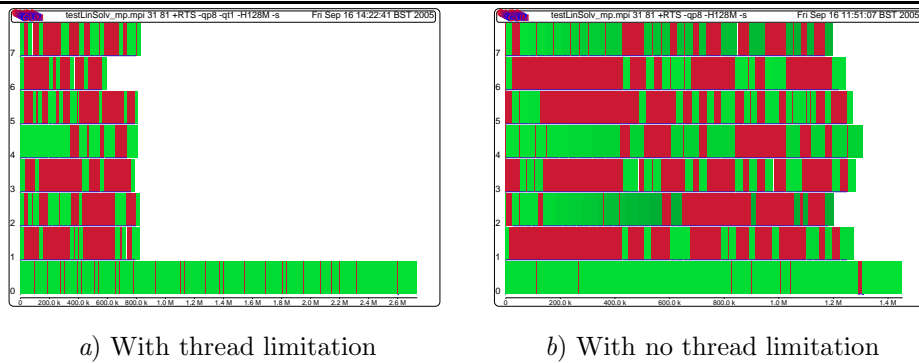 testLinSolv_mp.mpi 31 81 +RTS -qp8 -qt1 -H128M -s Fri Sep 16 14:22:41 BST 2005
7
6
5
4
3
2
1
0
0 200.0 k 400.0 k 600.0 k 800.0 k 1.0 M 1.2 M 1.4 M 1.6 M 1.8 M 2.0 M 2.2 M 2.4 M 2.6 M
a) With thread limitation
testLinSolv_mp.mpi 31 81 +RTS -qp8 -H128M -s Fri Sep 16 11:51:07 BST 2005
7
6
5
4
3
2
1
0
0 200.0 k 400.0 k 600.0 k 800.0 k 1.0 M 1.2 M 1.4 M
b) With no thread limitation